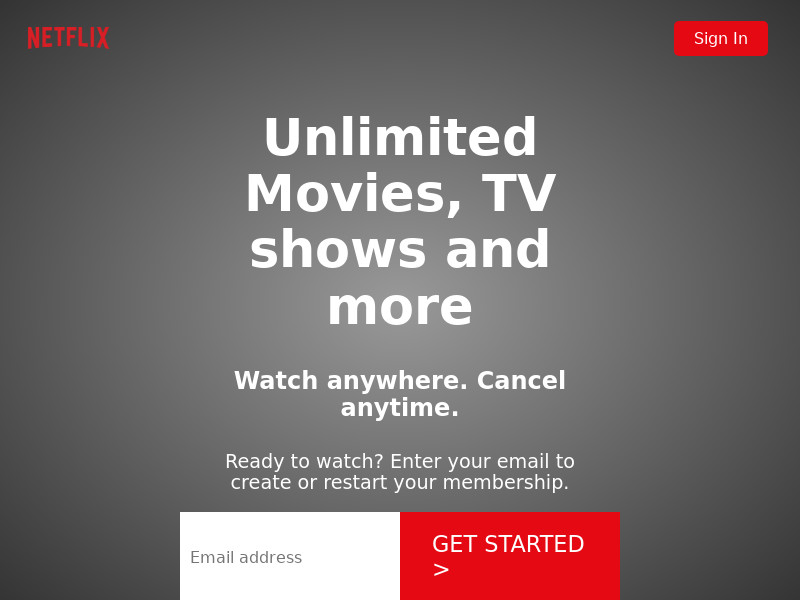 NETFLIX
Sign In
Unlimited
Movies, TV
shows and
more
Watch anywhere. Cancel
anytime.
Ready to watch? Enter your email to
create or restart your membership.
Email address
GET STARTED
>